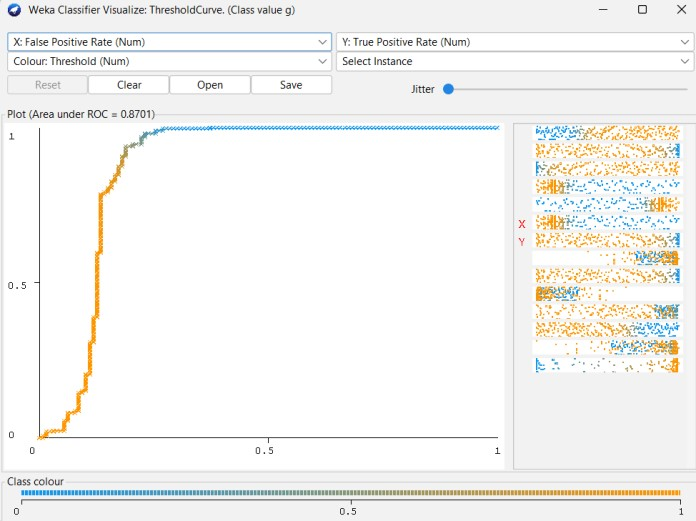 Weka Classifier Visualize: ThresholdCurve. (Class value g)
X: False Positive Rate (Num) Y: True Positive Rate (Num)
Colour: Threshold (Num) Select Instance
Reset Clear Open Save Jitter
Plot (Area under ROC = 0.8701)
1
X
Y
0.5
0
0 0.5 1
Class colour
0 0.5 1